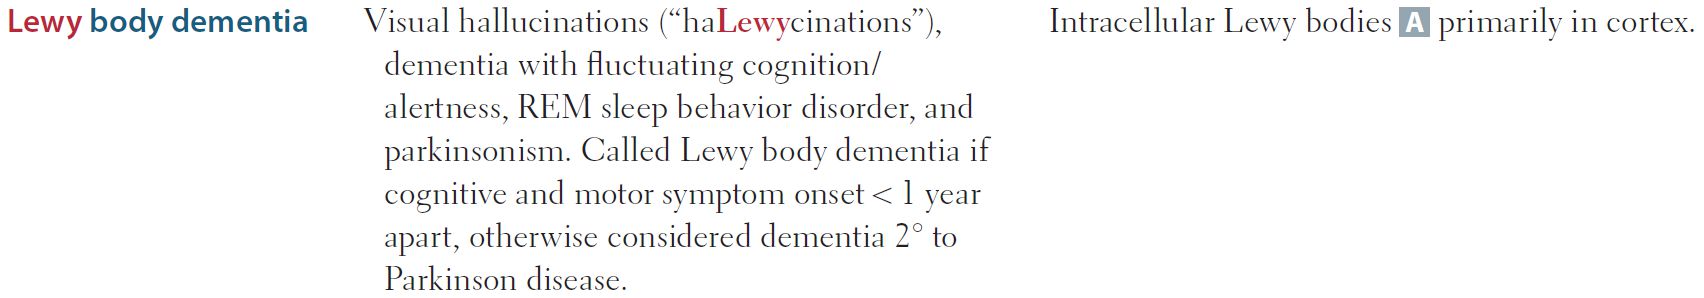 Lewy body dementia
Visual hallucinations (“haLewycinations”),
dementia with fluctuating cognition/
alertness, REM sleep behavior disorder, and
parkinsonism. Called Lewy body dementia if
cognitive and motor symptom onset < 1 year
apart, otherwise considered dementia 2° to
Parkinson disease.
Intracellular Lewy bodies A primarily in cortex.